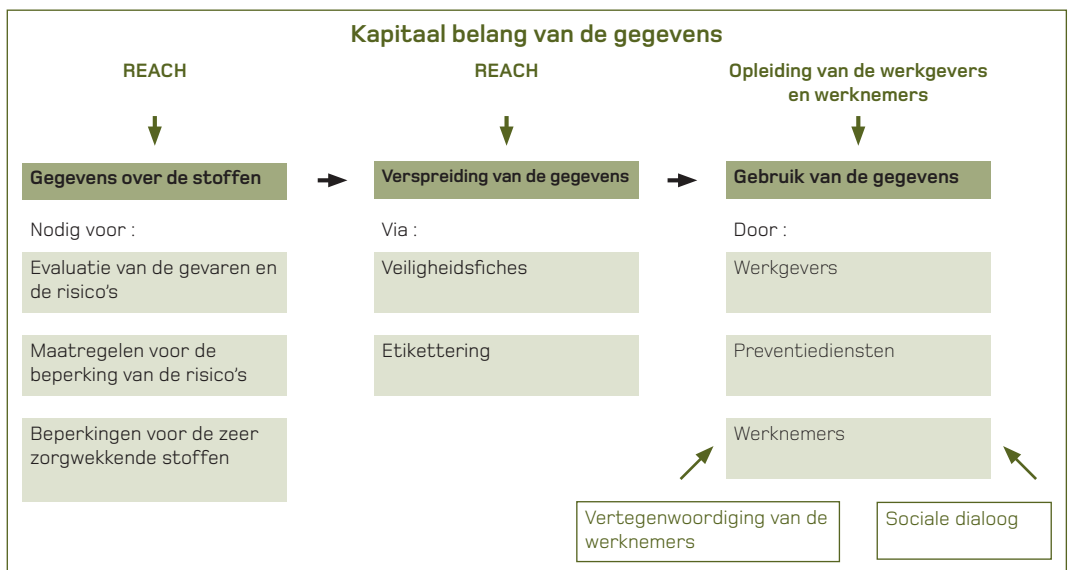 Kapitaal belang van de gegevens
REACH
REACH
Opleiding van de werkgevers
en werknemers
Gegevens over de stoffen
Verspreiding van de gegevens
Gebruik van de gegevens
Nodig voor :
Via :
Door :
Evaluatie van de gevaren en
de risico's
Veiligheidsfiches
Werkgevers
Maatregelen voor de
beperking van de risico's
Etikettering
Preventiediensten
Beperkingen voor de zeer
zorgwekkende stoffen
Werknemers
Vertegenwoordiging van de
werknemers
Sociale dialoog